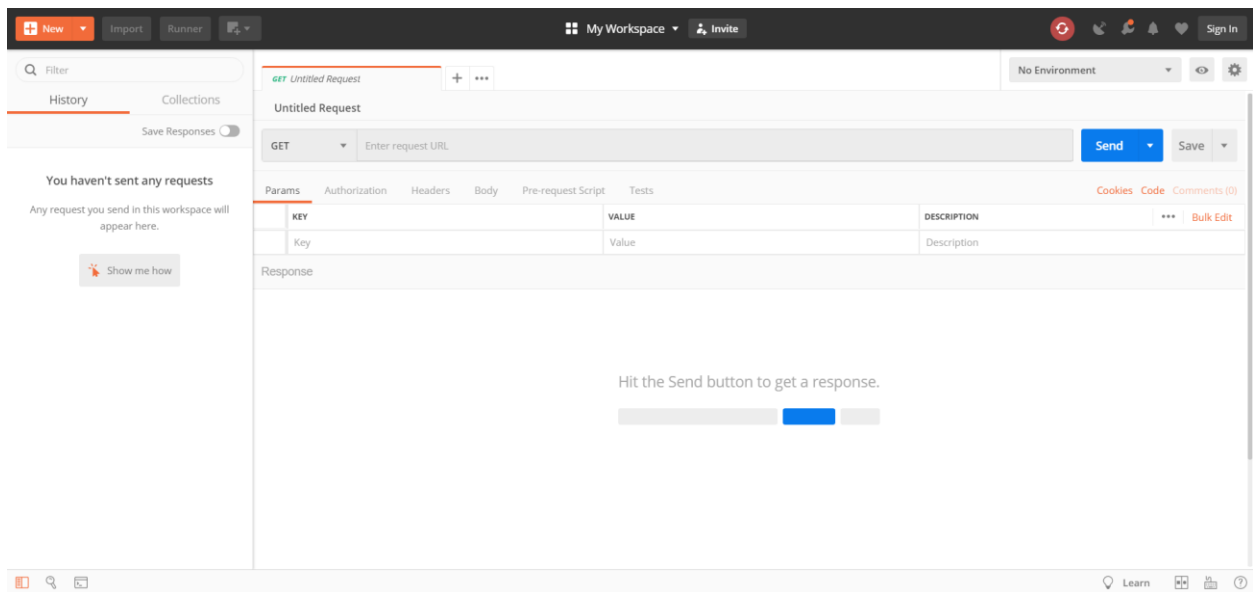 New
Import
Runner
My Workspace
Invite
Sign In
Filter
History
Collections
Save Responses
You haven't sent any requests
Any request you send in this workspace will
appear here.
Show me how
GET Untitled Request
No Environment
Untitled Request
GET
Enter request URL
Send
Save
Params
Authorization
Headers
Body
Pre-request Script
Tests
Cookies
Code
Comments (0)
KEY
VALUE
DESCRIPTION
Bulk Edit
Key
Value
Description
Response
Hit the Send button to get a response.
Learn